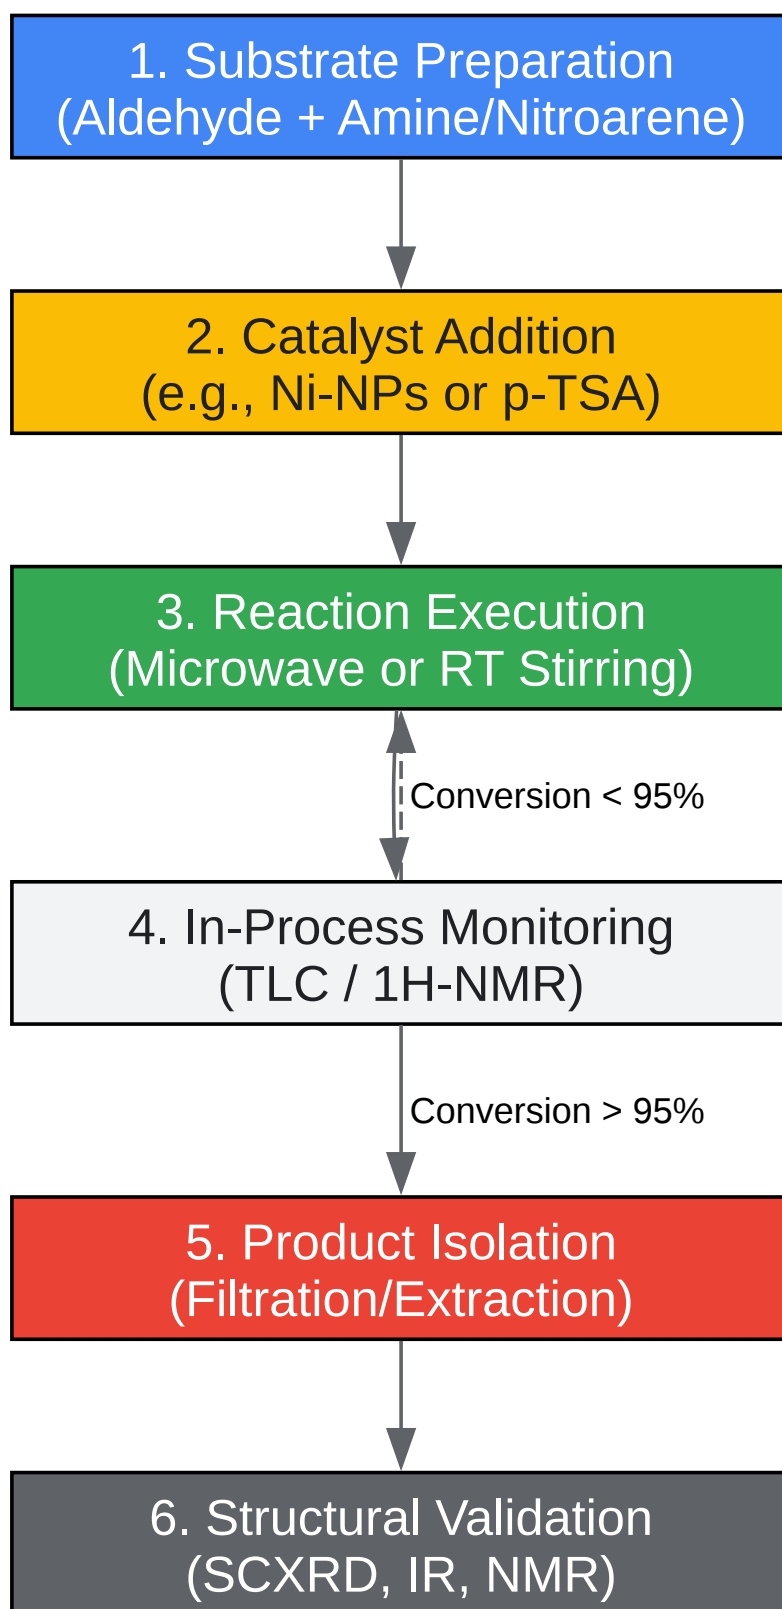 1. Substrate Preparation
(Aldehyde + Amine/Nitroarene)
2. Catalyst Addition
(e.g., Ni-NPs or p-TSA)
3. Reaction Execution
(Microwave or RT Stirring)
Conversion < 95%
4. In-Process Monitoring
(TLC / 1H-NMR)
Conversion > 95%
5. Product Isolation
(Filtration/Extraction)
6. Structural Validation
(SCXRD, IR, NMR)